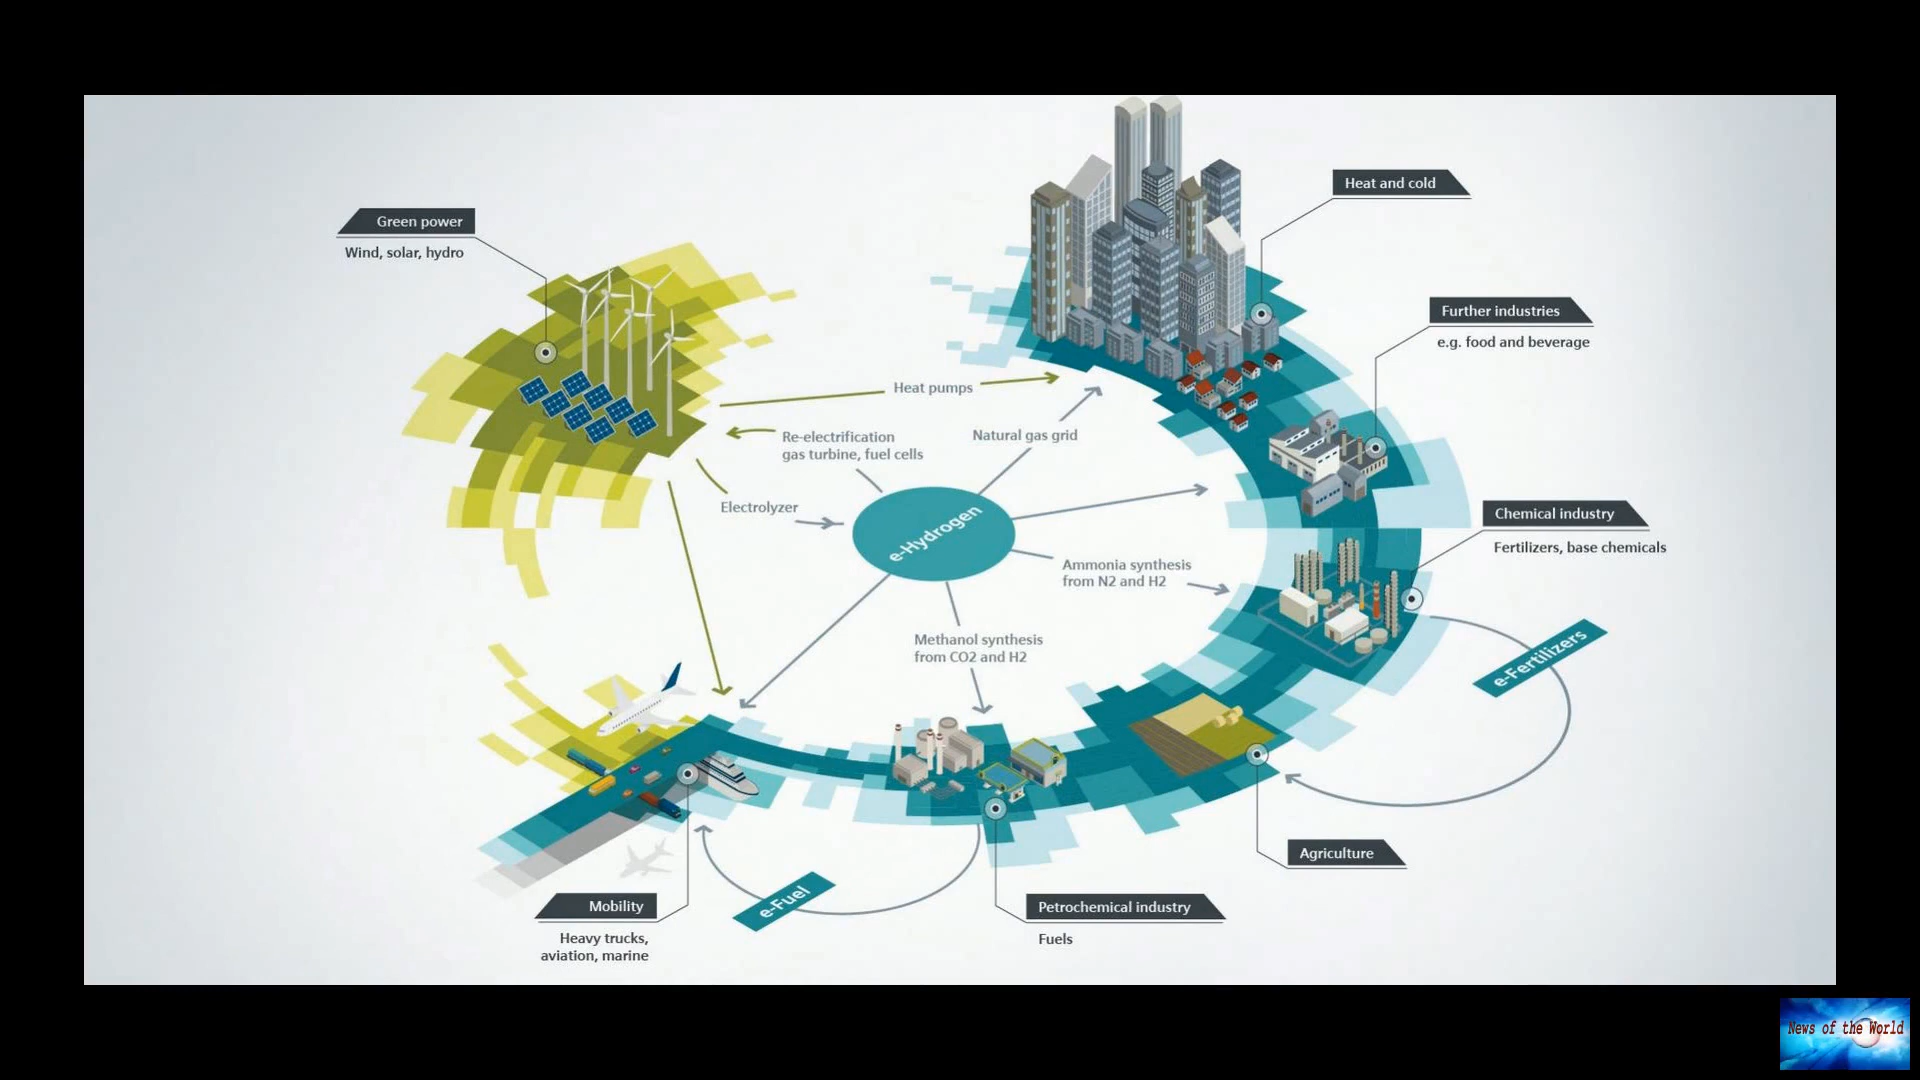 Green power
Wind, solar, hydro
Heat and cold
Further industries
e.g. food and beverage
Heat pumps
Re-electrification
gas turbine, fuel cells
Natural gas grid
Electrolyzer
e-Hydrogen
Chemical industry
Fertilizers, base chemicals
Ammonia synthesis
from N2 and H2
Methanol synthesis
from CO2 and H2
e-Fertilizers
Agriculture
e-Fuel
Mobility
Heavy trucks,
aviation, marine
Petrochemical industry
Fuels
News of the World